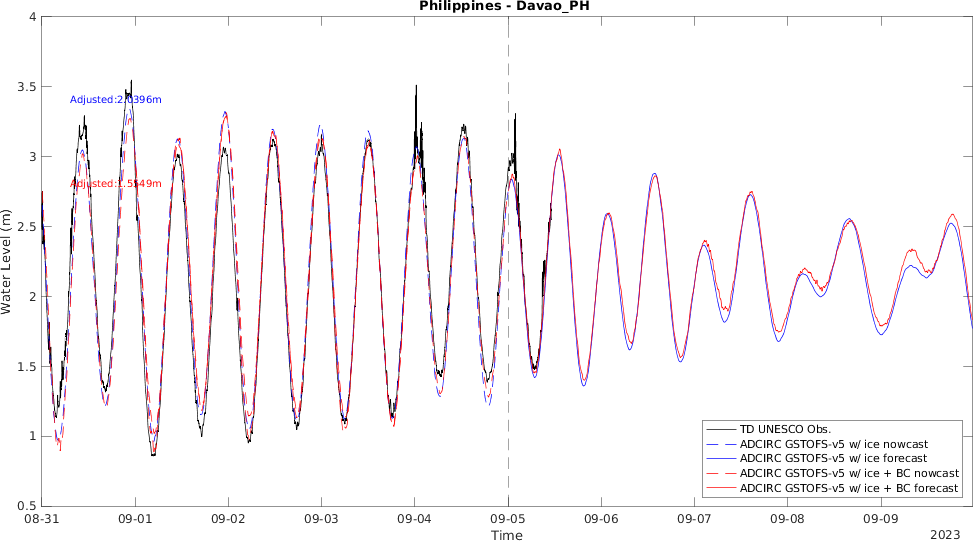 Philippines - Davao_PH
4
3.5
3
2.5
2
1.5
1
0.5
Water Level (m)
Adjusted:2.0396m
Adjusted:1.5549m
TD UNESCO Obs.
ADCIRC GSTOFS-v5 w/ ice nowcast
ADCIRC GSTOFS-v5 w/ ice forecast
ADCIRC GSTOFS-v5 w/ ice + BC nowcast
ADCIRC GSTOFS-v5 w/ ice + BC forecast
08-31 09-01 09-02 09-03 09-04 09-05 09-06 09-07 09-08 09-09
Time
2023